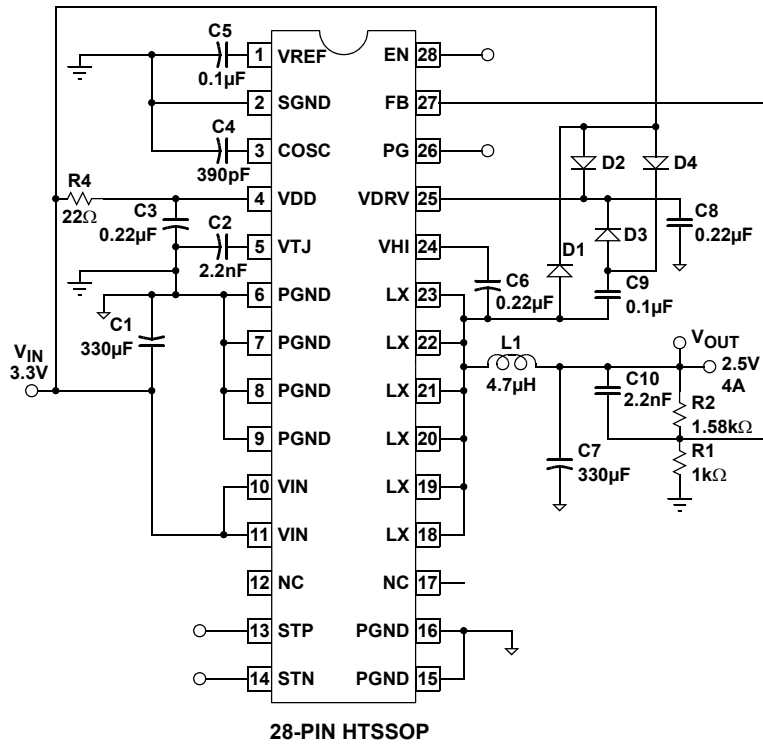 C5
0.1µF
1 VREF
EN 28
2 SGND
FB 27
C4
390pF
3 COSC
PG 26
D2
D4
R4
22Ω
C3
0.22µF
4 VDD
VDRV 25
C8
0.22µF
C2
2.2nF
5 VTJ
VHI 24
D1
D3
C6
0.22µF
C9
0.1µF
6 PGND
LX 23
C1
330µF
7 PGND
LX 22
L1
4.7µH
VOUT
2.5V
4A
VIN
3.3V
8 PGND
LX 21
C10
2.2nF
R2
1.58kΩ
9 PGND
LX 20
C7
330µF
R1
1kΩ
10 VIN
LX 19
11 VIN
LX 18
12 NC
NC 17
13 STP
PGND 16
14 STN
PGND 15
28-PIN HTSSOP